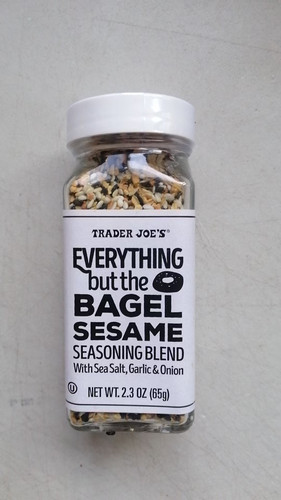 TRADER JOE'S®
EVERYTHING
but the
BAGEL
SESAME
SEASONING BLEND
With Sea Salt, Garlic & Onion
U
NET WT. 2.3 OZ (65g)